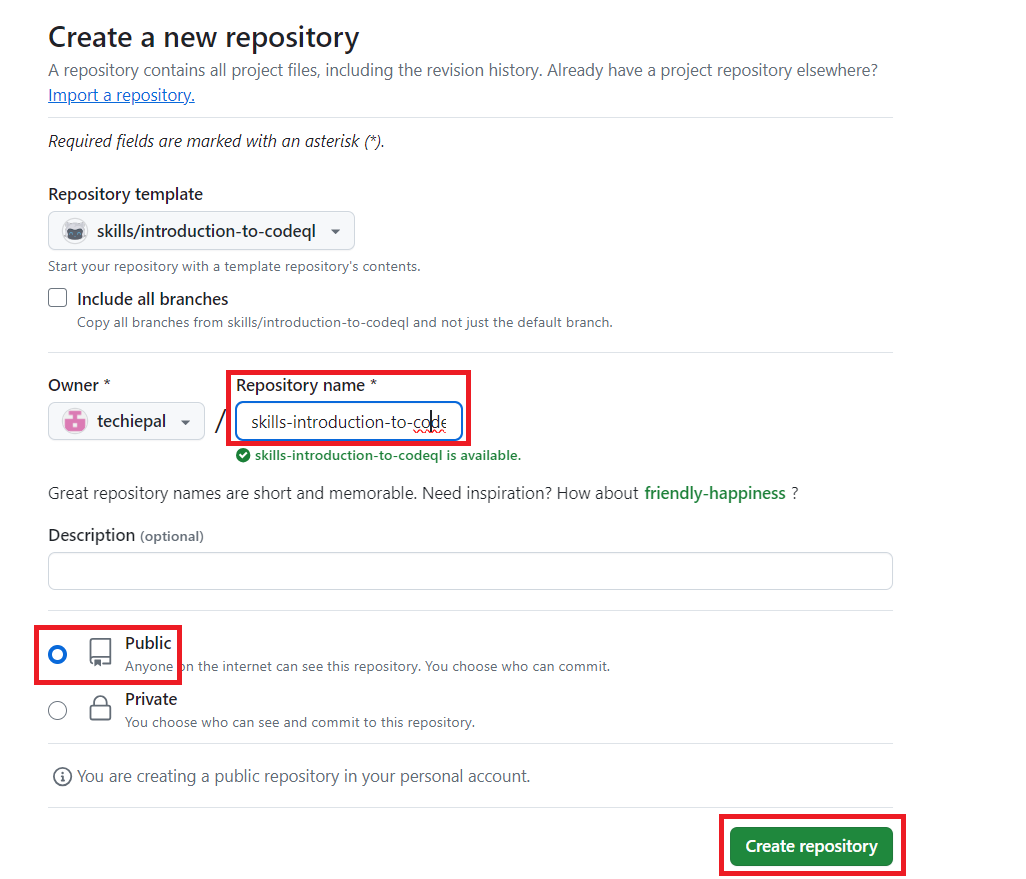 Create a new repository
A repository contains all project files, including the revision history. Already have a project repository elsewhere?
Import a repository.
Required fields are marked with an asterisk (*).
Repository template
skills/introduction-to-codeql
Start your repository with a template repository's contents.
Include all branches
Copy all branches from skills/introduction-to-codeql and not just the default branch.
Owner * Repository name *
techiepal / skills-introduction-to-code
skills-introduction-to-codeql is available.
Great repository names are short and memorable. Need inspiration? How about friendly-happiness ?
Description (optional)
Public
Anyone on the internet can see this repository. You choose who can commit.
Private
You choose who can see and commit to this repository.
You are creating a public repository in your personal account.
Create repository